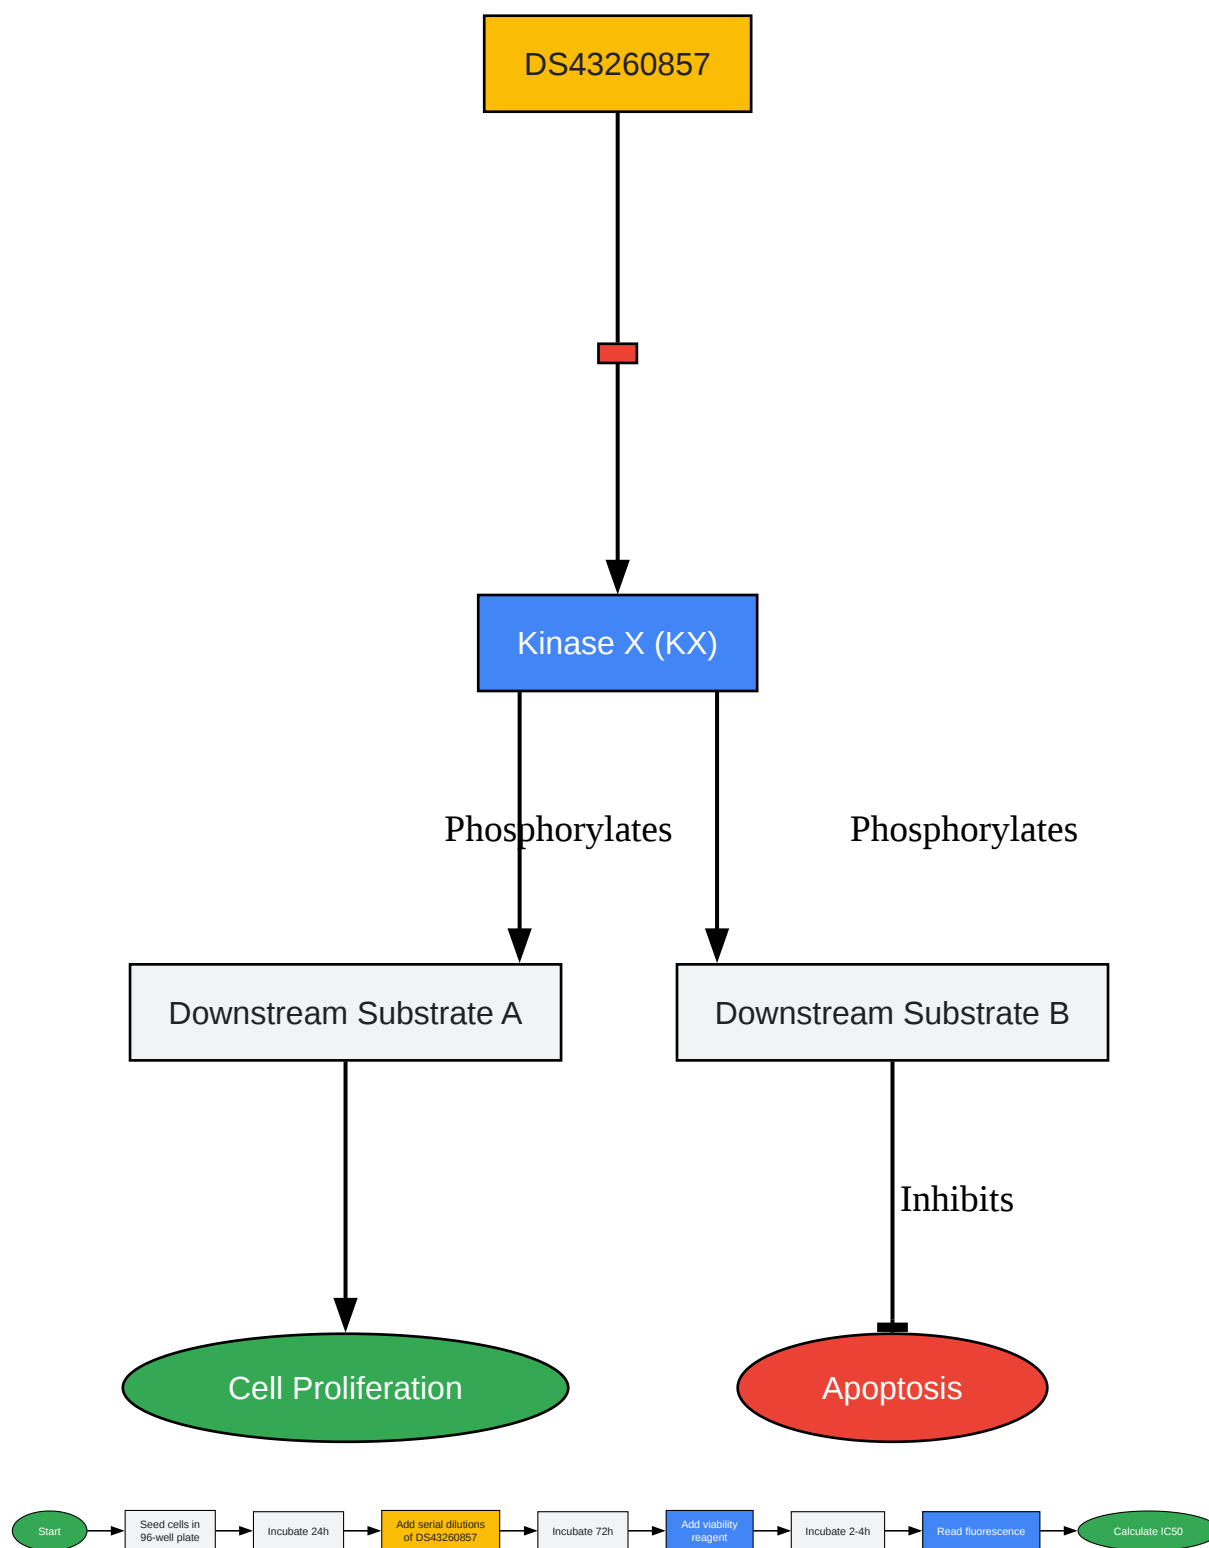 DS43260857
Kinase X (KX)
Phosphorylates
Phosphorylates
Downstream Substrate A
Downstream Substrate B
Inhibits
Cell Proliferation
Apoptosis
Start
Seed cells in
96-well plate
Incubate 24h
Add serial dilutions
of DS43260857
Incubate 72h
Add viability
reagent
Incubate 2-4h
Read fluorescence
Calculate IC50